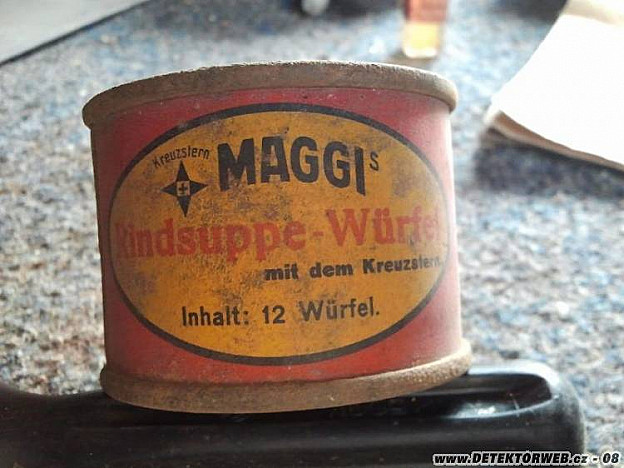 Kreuzstern
MAGGIs
Rindsuppe-Würfel
mit dem Kreuzstern.
Inhalt: 12 Würfel.
www.DETEKTORWEB.cz - 08